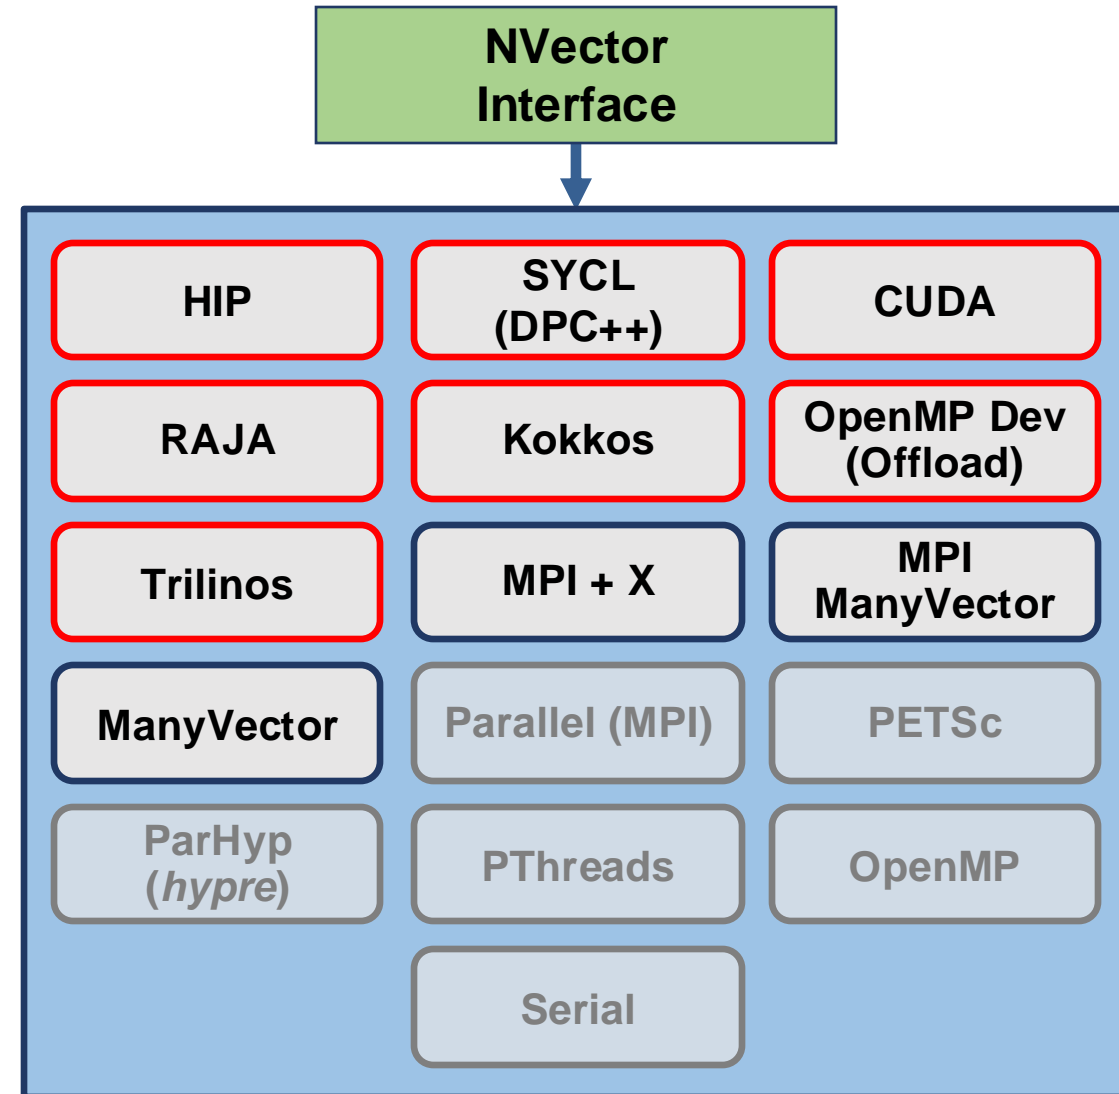 NVector
Interface
HIP
SYCL
(DPC++)
CUDA
RAJA
Kokkos
OpenMP Dev
(Offload)
Trilinos
MPI + X
MPI
ManyVector
ManyVector
Parallel (MPI)
PETSc
ParHyp
(hypre)
PThreads
OpenMP
Serial